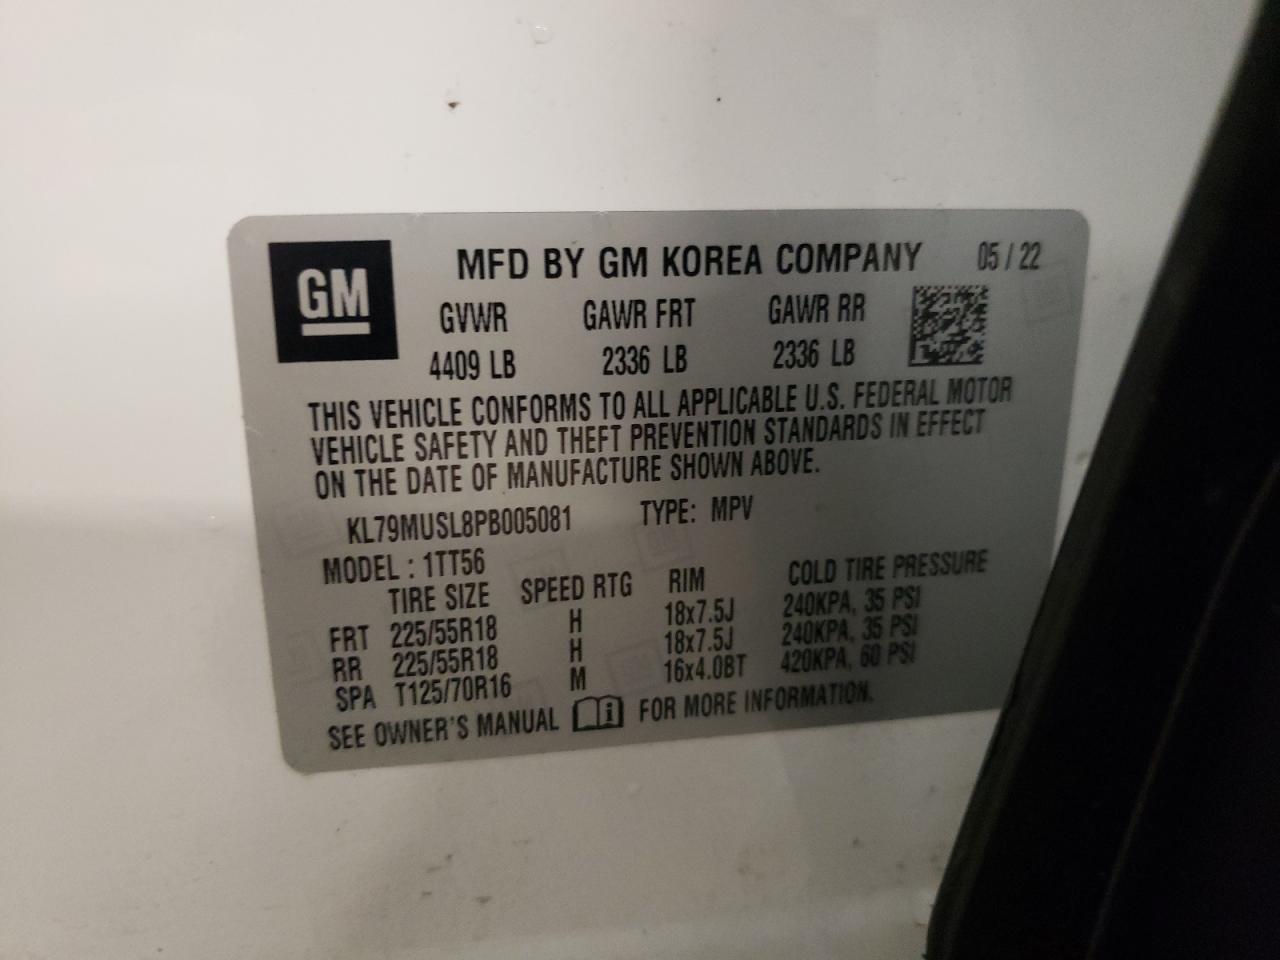 GM
MFD BY GM KOREA COMPANY 05 / 22
GVWR GAWR FRT GAWR RR
4409 LB 2336 LB 2336 LB
THIS VEHICLE CONFORMS TO ALL APPLICABLE U.S. FEDERAL MOTOR
VEHICLE SAFETY AND THEFT PREVENTION STANDARDS IN EFFECT
ON THE DATE OF MANUFACTURE SHOWN ABOVE.
KL79MUSL8PB005081 TYPE: MPV
MODEL : 1TT56
TIRE SIZE SPEED RTG RIM COLD TIRE PRESSURE
FRT 225/55R18 H 18x7.5J 240KPA, 35 PSI
RR 225/55R18 H 18x7.5J 240KPA, 35 PSI
SPA T125/70R16 M 16x4.0BT 420KPA, 60 PSI
SEE OWNER'S MANUAL FOR MORE INFORMATION.